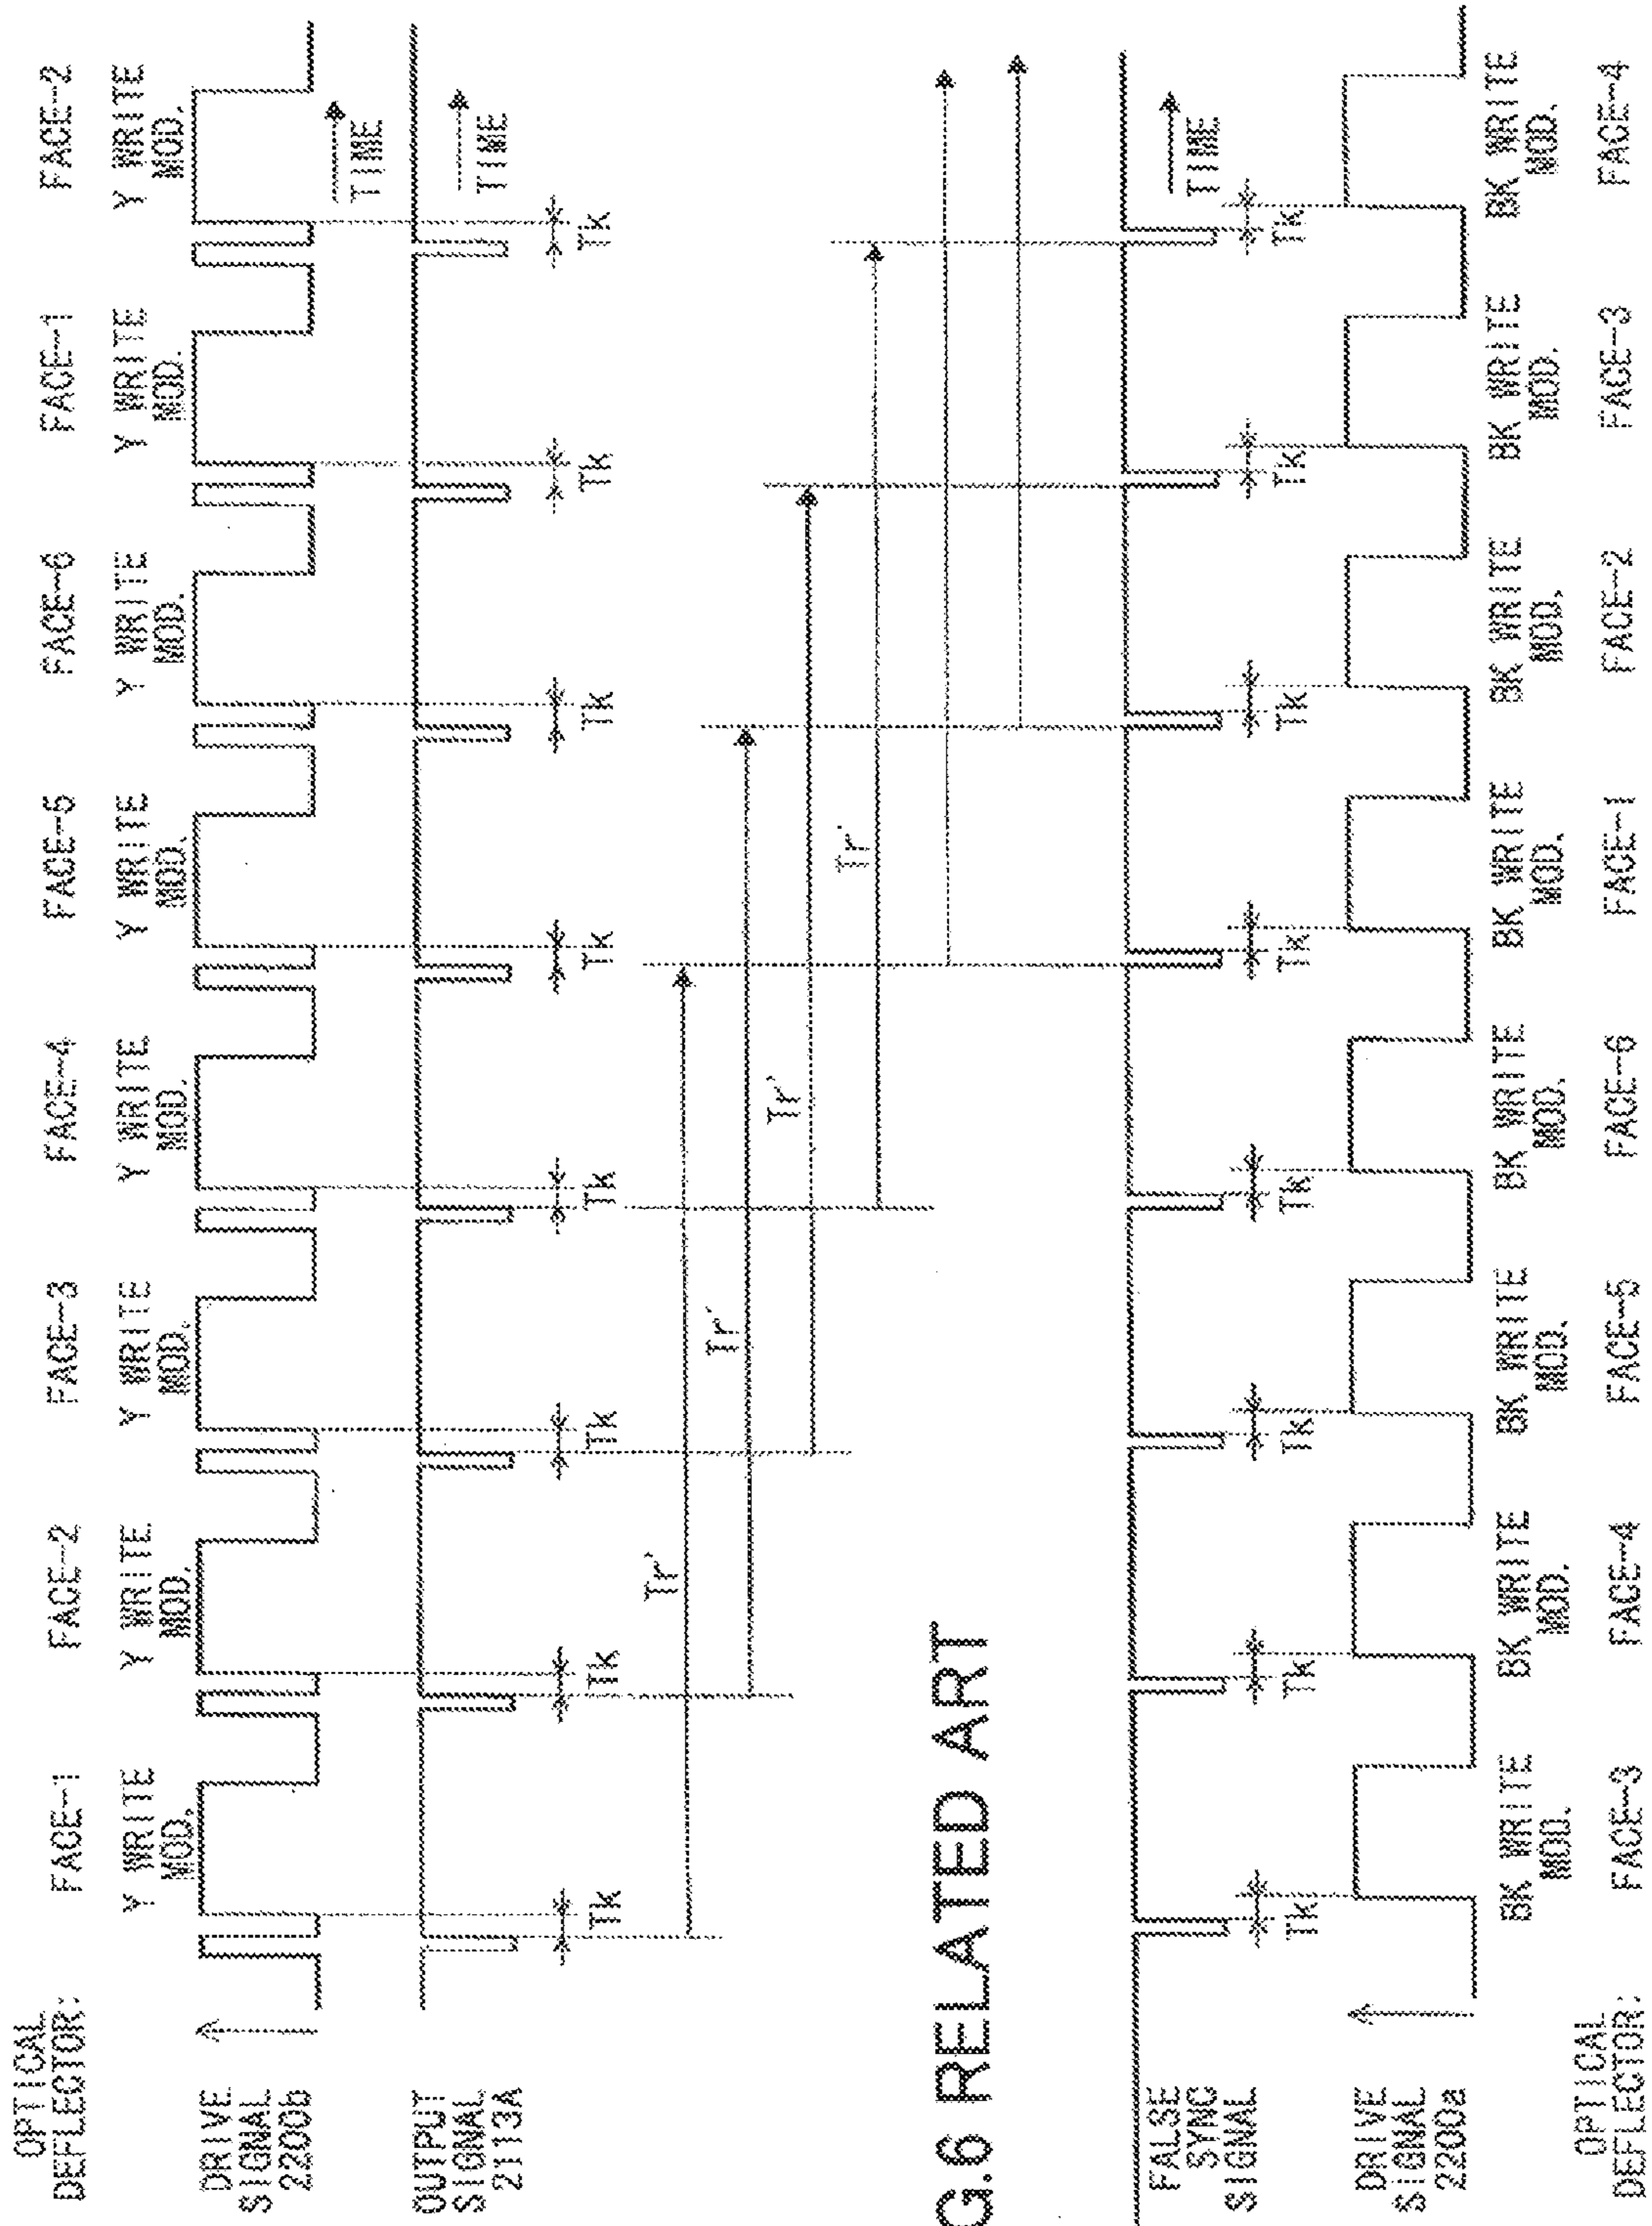 OPTICAL
DEFLECTOR:
FACE-1
FACE-2
FACE-3
FACE-4
FACE-5
FACE-6
FACE-1
FACE-2
Y WRITE
MOD.
Y WRITE
MOD.
Y WRITE
MOD.
Y WRITE
MOD.
Y WRITE
MOD.
Y WRITE
MOD.
Y WRITE
MOD.
Y WRITE
MOD.
DRIVE
SIGNAL
2200b
TIME
OUTPUT
SIGNAL
2113A
TIME
Tk
Tk
Tk
Tk
Tk
Tk
Tk
Tk
Tr'
Tr'
Tr'
Tr'
G.6 RELATED ART
FALSE
SYNC
SIGNAL
TIME
Tk
Tk
Tk
Tk
Tk
Tk
Tk
Tk
DRIVE
SIGNAL
2200a
BK WRITE
MOD.
BK WRITE
MOD.
BK WRITE
MOD.
BK WRITE
MOD.
BK WRITE
MOD.
BK WRITE
MOD.
BK WRITE
MOD.
BK WRITE
MOD.
OPTICAL
DEFLECTOR:
FACE-3
FACE-4
FACE-5
FACE-6
FACE-1
FACE-2
FACE-3
FACE-4